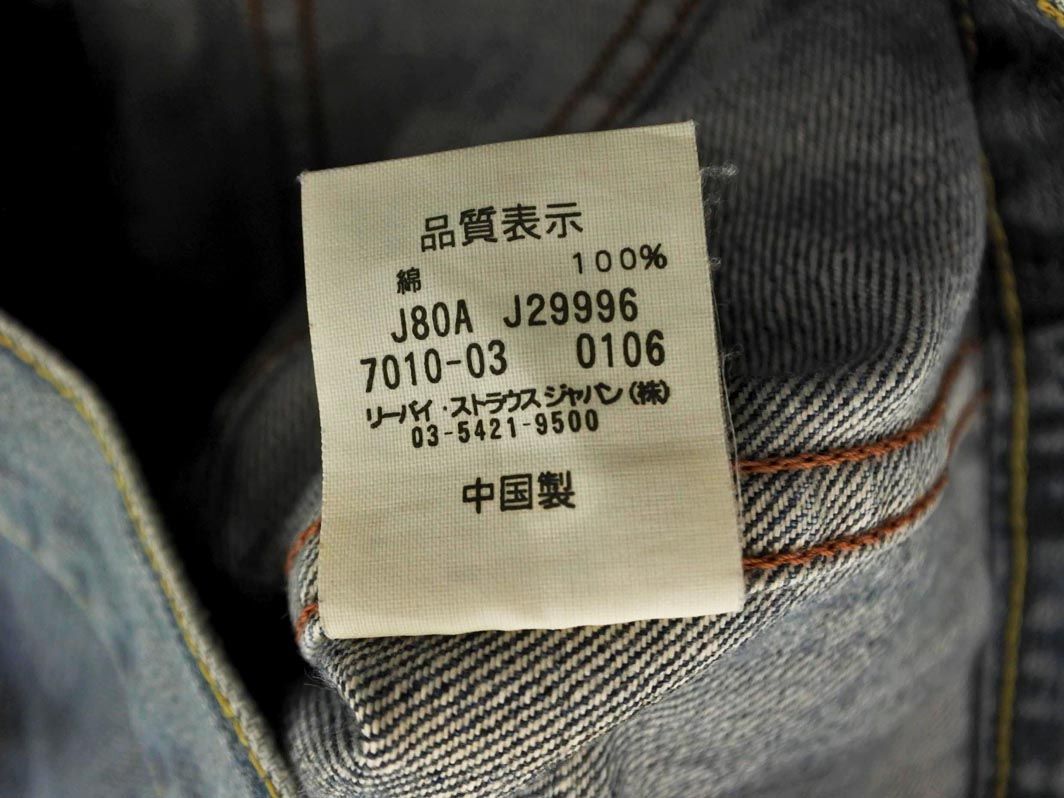 品質表示
綿 100%
J80A J29996
7010-03 0106
リーバイ・ストラウスジャパン(株)
03-5421-9500
中国製